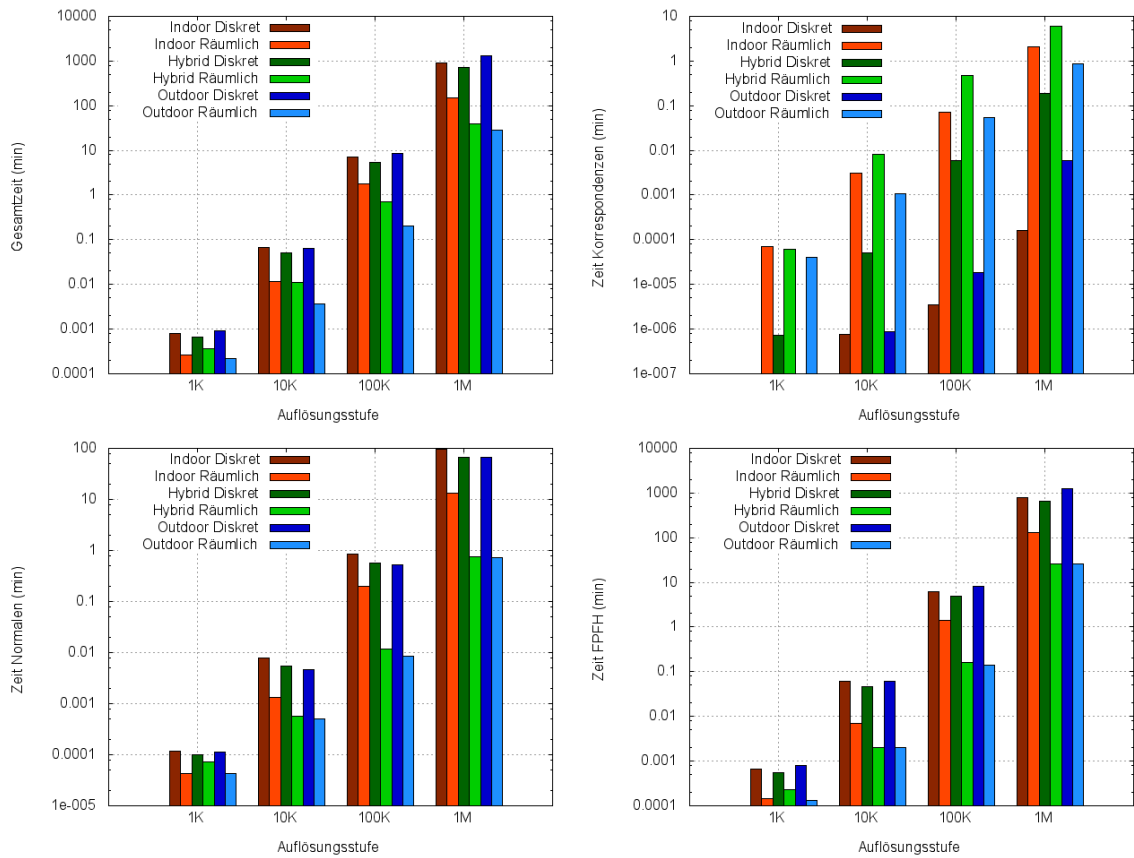 10000
1000
100
10
1
0.1
0.01
0.001
0.0001
Gesamtzeit (min)
Indoor Diskret
Indoor Räumlich
Hybrid Diskret
Hybrid Räumlich
Outdoor Diskret
Outdoor Räumlich
1K 10K 100K 1M
Auflösungsstufe
10
1
0.1
0.01
0.001
0.0001
1e-005
1e-006
1e-007
Zeit Korrespondenzen (min)
Indoor Diskret
Indoor Räumlich
Hybrid Diskret
Hybrid Räumlich
Outdoor Diskret
Outdoor Räumlich
1K 10K 100K 1M
Auflösungsstufe
100
10
1
0.1
0.01
0.001
0.0001
1e-005
Zeit Normalen (min)
Indoor Diskret
Indoor Räumlich
Hybrid Diskret
Hybrid Räumlich
Outdoor Diskret
Outdoor Räumlich
1K 10K 100K 1M
Auflösungsstufe
10000
1000
100
10
1
0.1
0.01
0.001
0.0001
Zeit FPFH (min)
Indoor Diskret
Indoor Räumlich
Hybrid Diskret
Hybrid Räumlich
Outdoor Diskret
Outdoor Räumlich
1K 10K 100K 1M
Auflösungsstufe